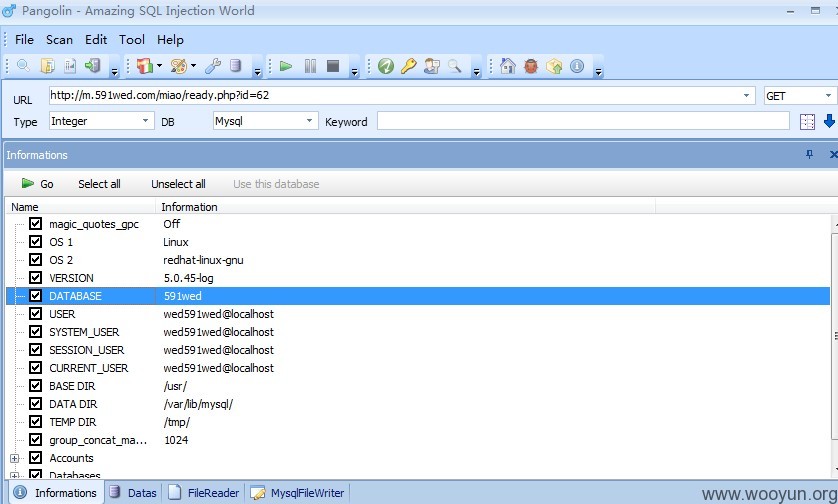 Pangolin - Amazing SQL Injection World
File Scan Edit Tool Help
URL http://m.591wed.com/miao/ready.php?id=62 GET
Type Integer DB Mysql Keyword
Informations
Go Select all Unselect all Use this database
Name Information
magic_quotes_gpc Off
OS 1 Linux
OS 2 redhat-linux-gnu
VERSION 5.0.45-log
DATABASE 591wed
USER wed591wed@localhost
SYSTEM_USER wed591wed@localhost
SESSION_USER wed591wed@localhost
CURRENT_USER wed591wed@localhost
BASE DIR /usr/
DATA DIR /var/lib/mysql/
TEMP DIR /tmp/
group_concat_ma... 1024
Accounts
Databases
Informations Datas FileReader MysqlFileWriter
www.wooyun.org